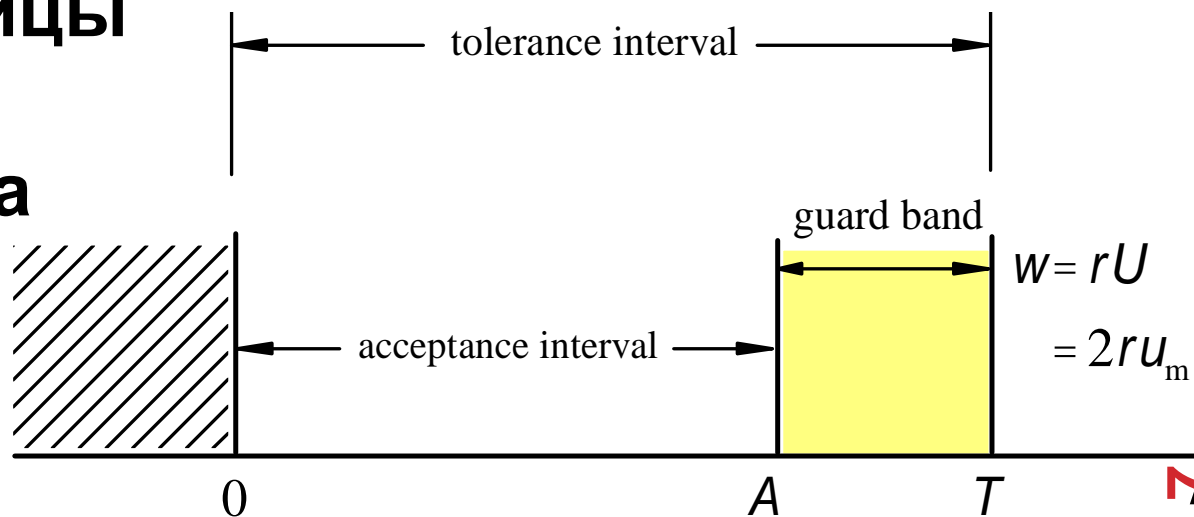 ицы
tolerance interval
а
guard band
w = rU
acceptance interval
= 2ru_m
0 A T